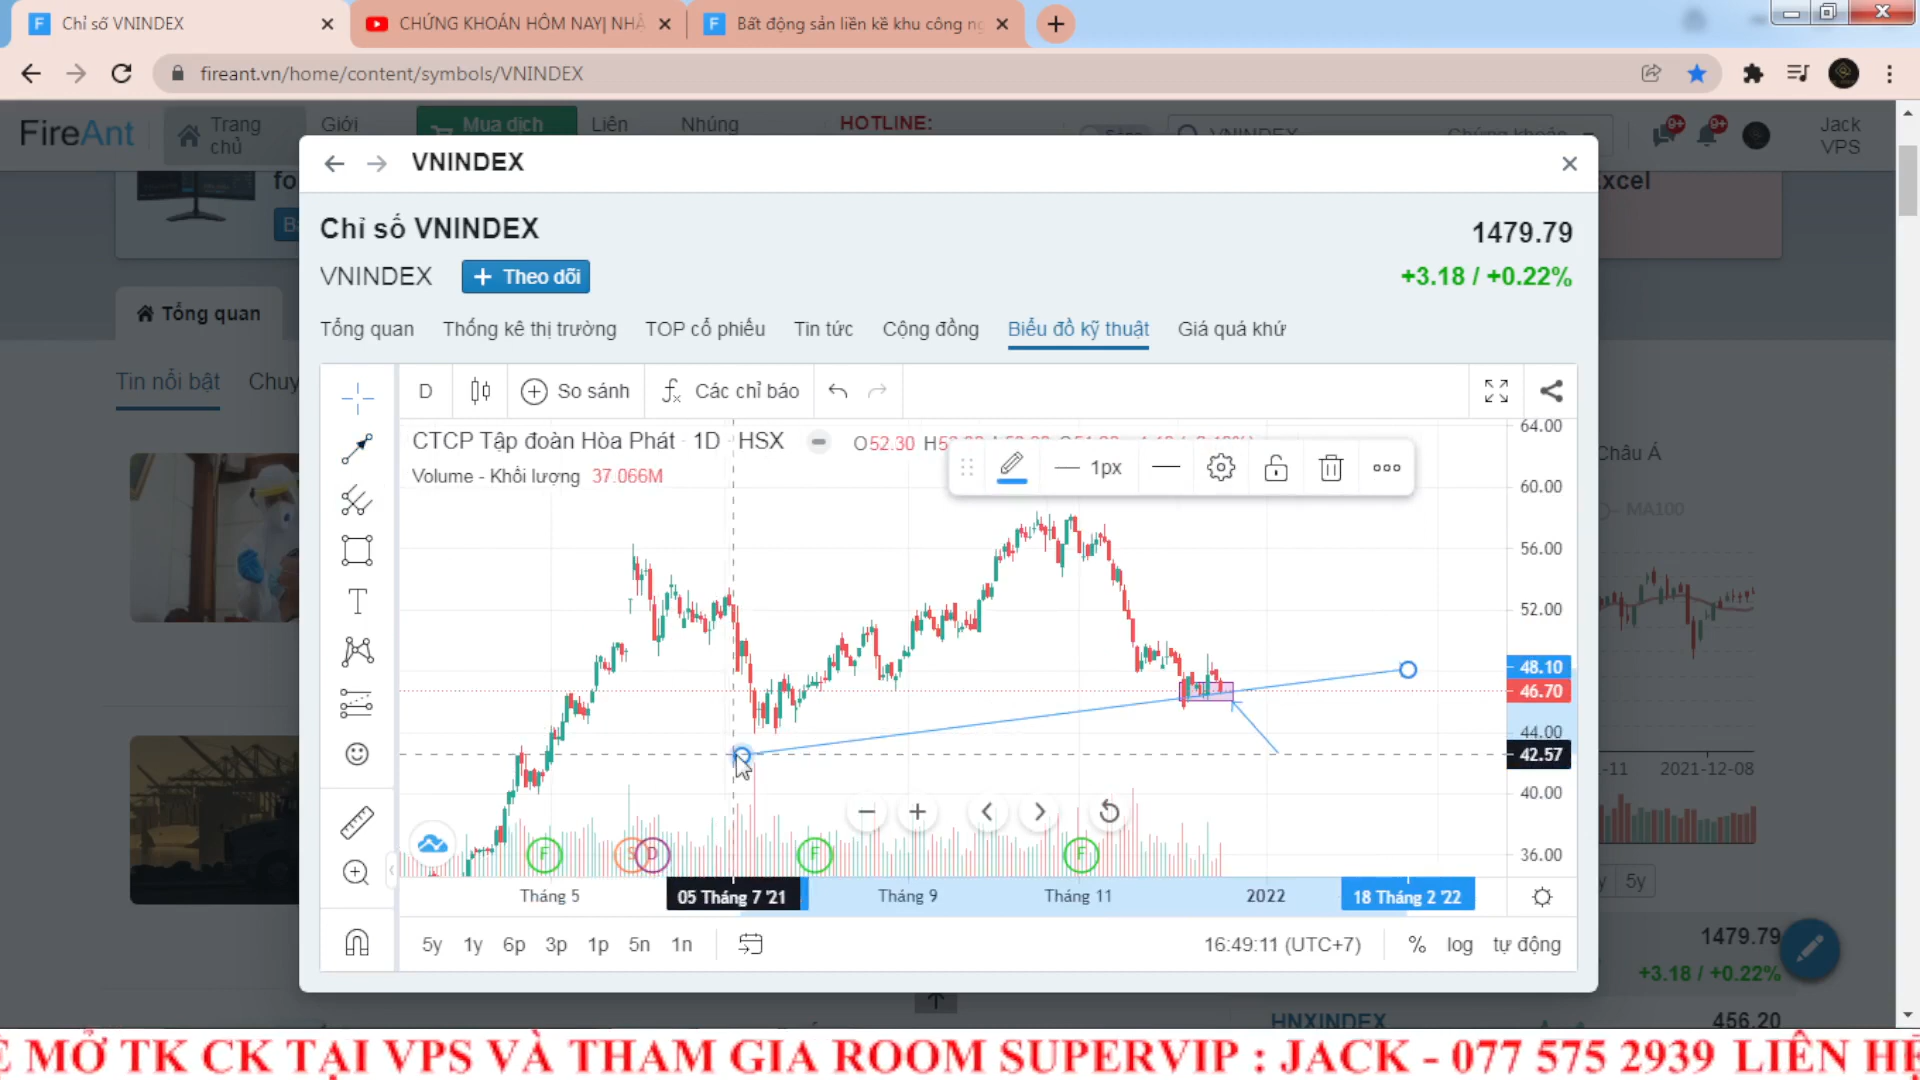 Chỉ số VNINDEX
CHỨNG KHOÁN HÔM NAY| NHÂ
Bất động sản liền kề khu công ng
fireant.vn/home/content/symbols/VNINDEX
FireAnt
Trang chủ
Giới
Mua dịch
Liên
Nhúng
HOTLINE:
VNINDEX
Chứng khoán
9+
9+
Jack VPS
VNINDEX
Excel
Chỉ số VNINDEX
1479.79
VNINDEX
Theo dõi
+3.18 / +0.22%
Tổng quan
Tổng quan
Thống kê thị trường
TOP cổ phiếu
Tin tức
Cộng đồng
Biểu đồ kỹ thuật
Giá quá khứ
Tin nổi bật
Chuy
D
So sánh
Các chỉ báo
CTCP Tập đoàn Hòa Phát · 1D · HSX
O52.30
Volume - Khối lượng 37.066M
1px
Châu Á
MA100
64.00
60.00
56.00
52.00
48.10
46.70
44.00
42.57
40.00
36.00
-11
2021-12-08
F
S
D
F
F
Tháng 5
05 Tháng 7 '21
Tháng 9
Tháng 11
2022
18 Tháng 2 '22
y
5y
5y
1y
6p
3p
1p
5n
1n
16:49:11 (UTC+7)
%
log
tự động
1479.79
+3.18 / +0.22%
HNXINDEX
456.20
Ệ MỞ TK CK TẠI VPS VÀ THAM GIA ROOM SUPERVIP : JACK - 077 575 2939 LIÊN HỆ